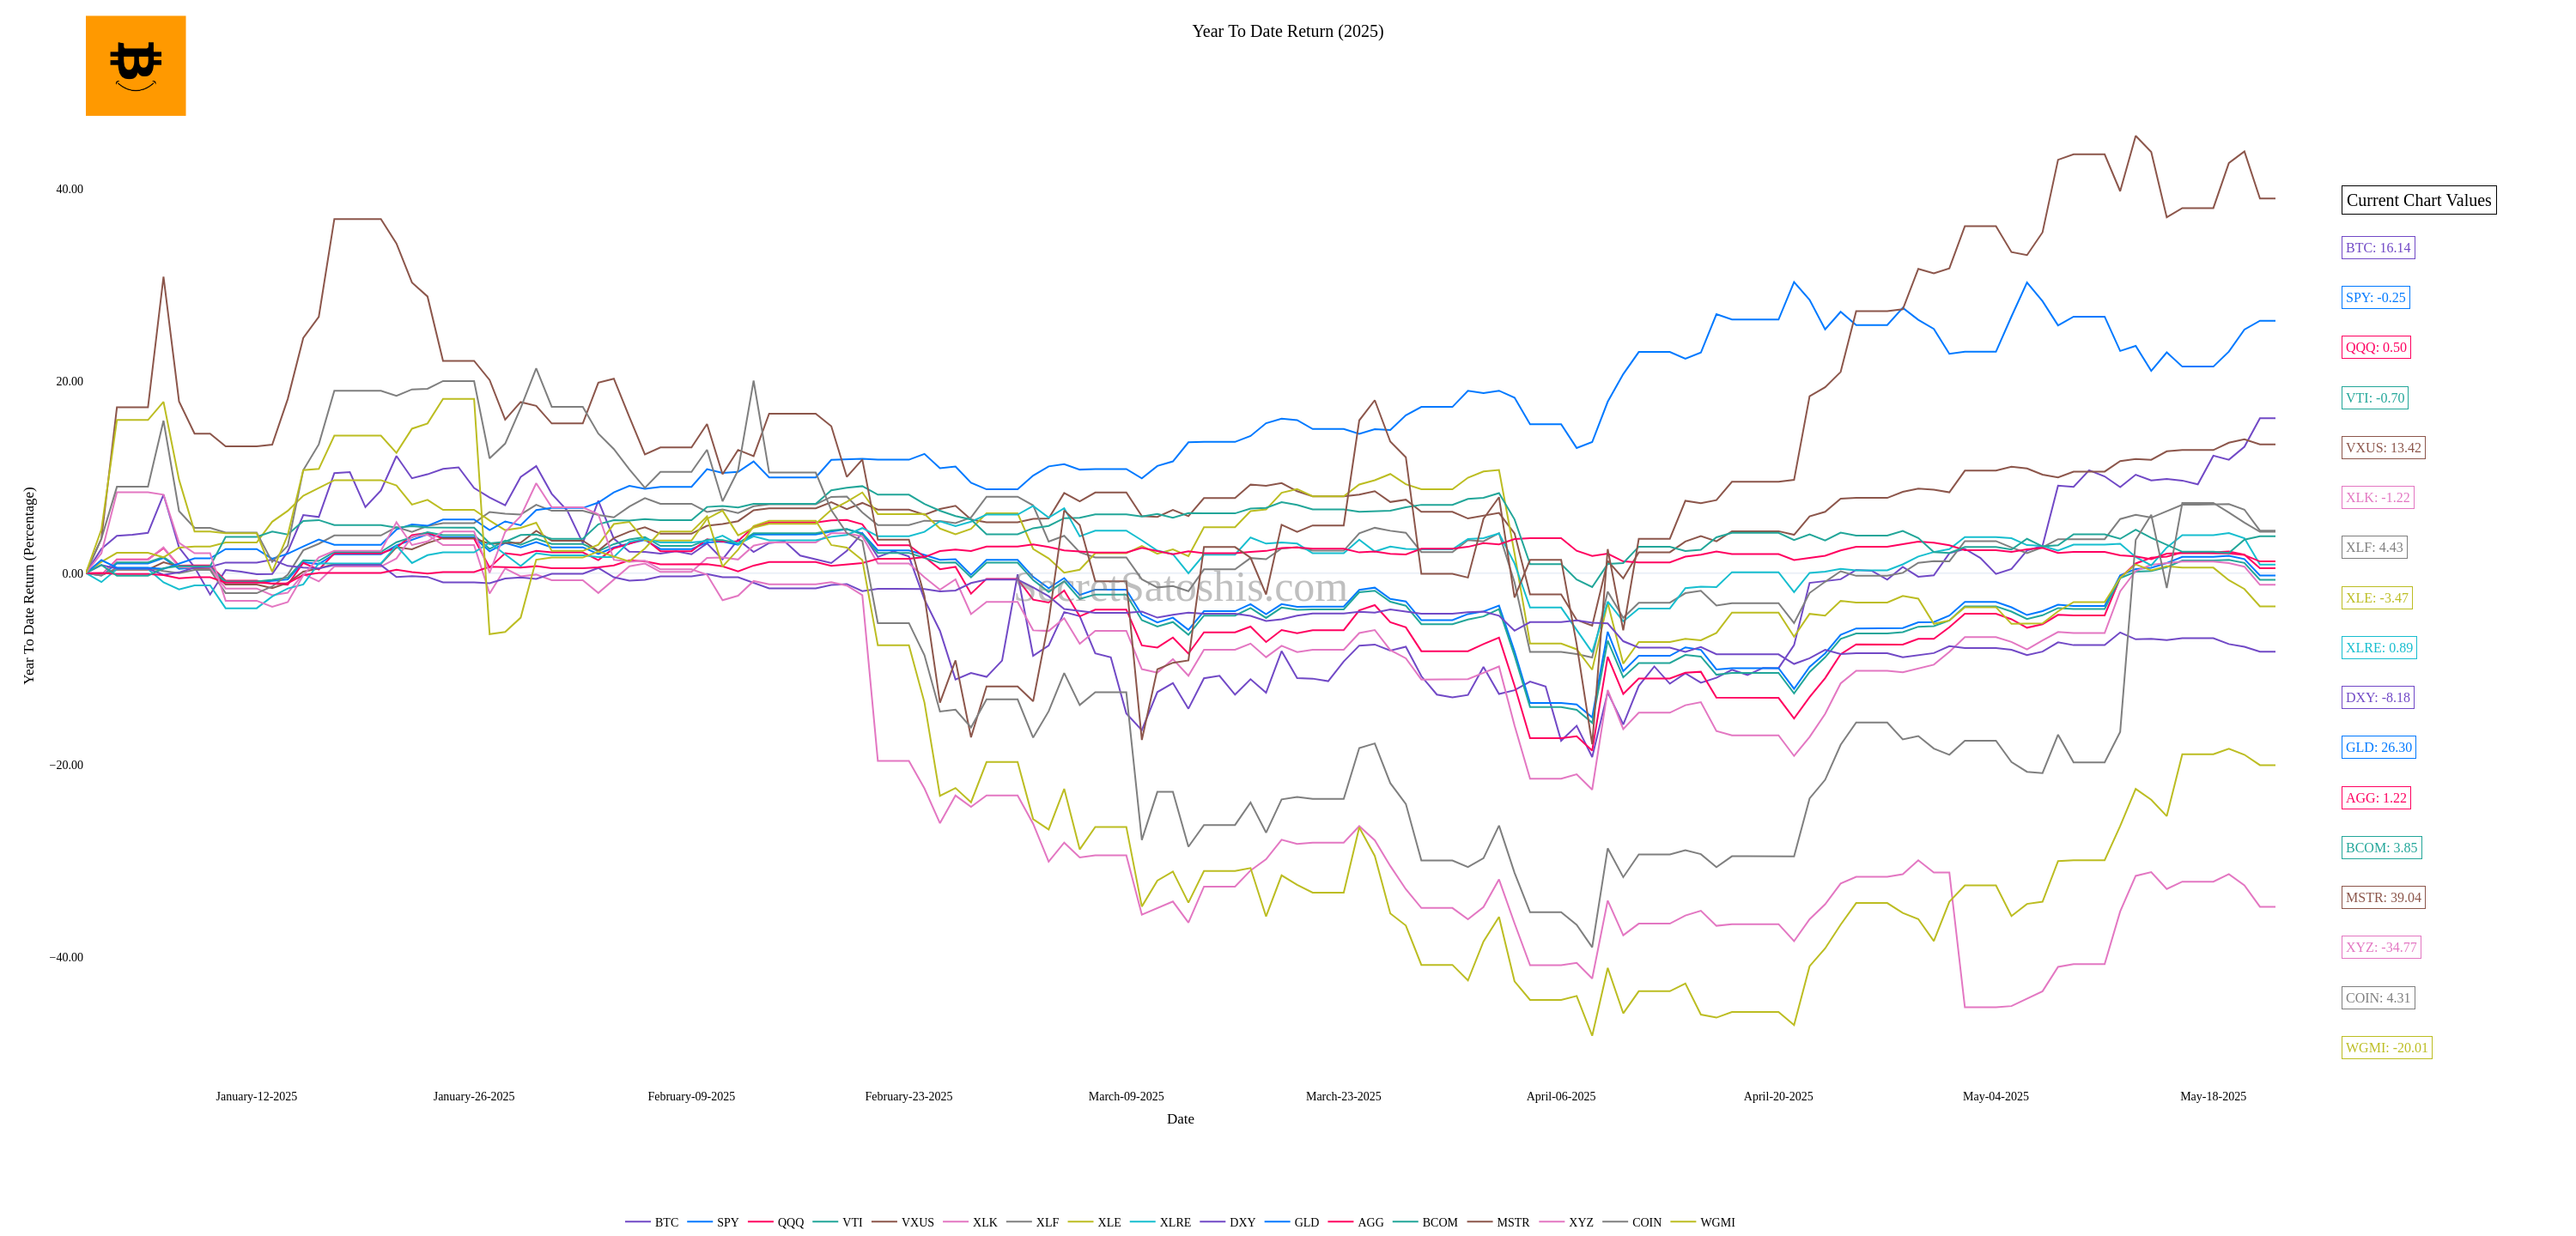 Year To Date Return (2025)
Current Chart Values
BTC: 16.14
SPY: -0.25
QQQ: 0.50
VTI: -0.70
VXUS: 13.42
XLK: -1.22
XLF: 4.43
XLE: -3.47
XLRE: 0.89
DXY: -8.18
GLD: 26.30
AGG: 1.22
BCOM: 3.85
MSTR: 39.04
XYZ: -34.77
COIN: 4.31
WGMI: -20.01
Year To Date Return (Percentage)
40.00
20.00
0.00
−20.00
−40.00
SecretSatoshis.com
January-12-2025 January-26-2025 February-09-2025 February-23-2025 March-09-2025 March-23-2025 April-06-2025 April-20-2025 May-04-2025 May-18-2025
Date
BTC SPY QQQ VTI VXUS XLK XLF XLE XLRE DXY GLD AGG BCOM MSTR XYZ COIN WGMI